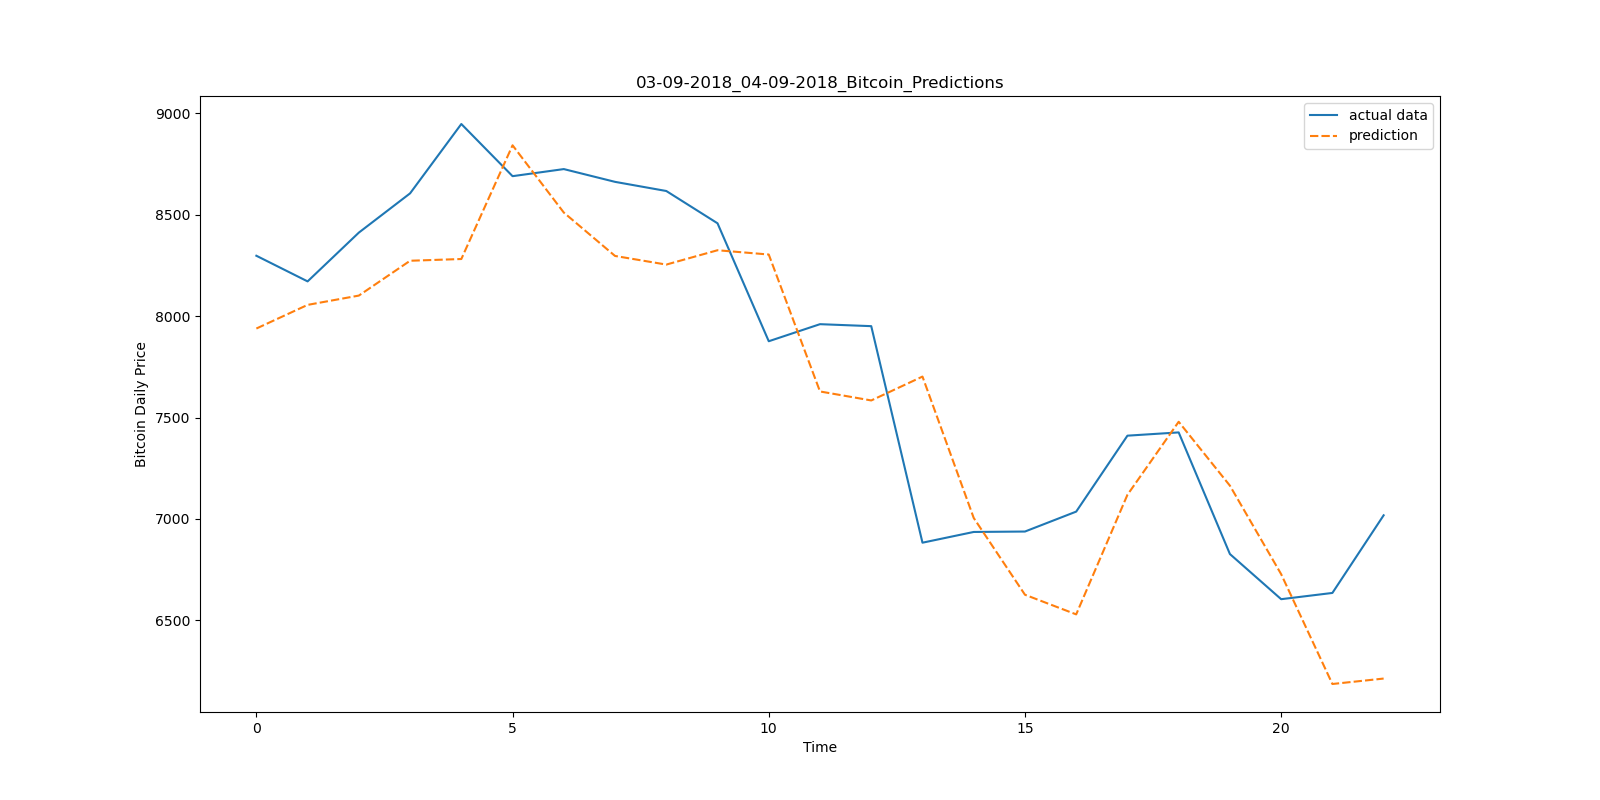 03-09-2018_04-09-2018_Bitcoin_Predictions
actual data
prediction
9000
8500
8000
7500
7000
6500
Bitcoin Daily Price
0 5 10 15 20
Time